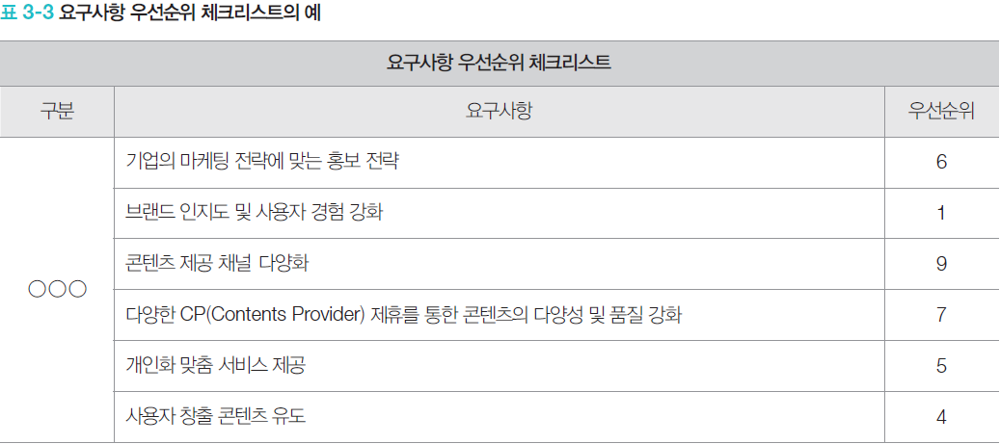 표 3-3 요구사항 우선순위 체크리스트의 예
요구사항 우선순위 체크리스트
구분 요구사항 우선순위
기업의 마케팅 전략에 맞는 홍보 전략 6
브랜드 인지도 및 사용자 경험 강화 1
콘텐츠 제공 채널 다양화 9
○○○
다양한 CP(Contents Provider) 제휴를 통한 콘텐츠의 다양성 및 품질 강화 7
개인화 맞춤 서비스 제공 5
사용자 창출 콘텐츠 유도 4